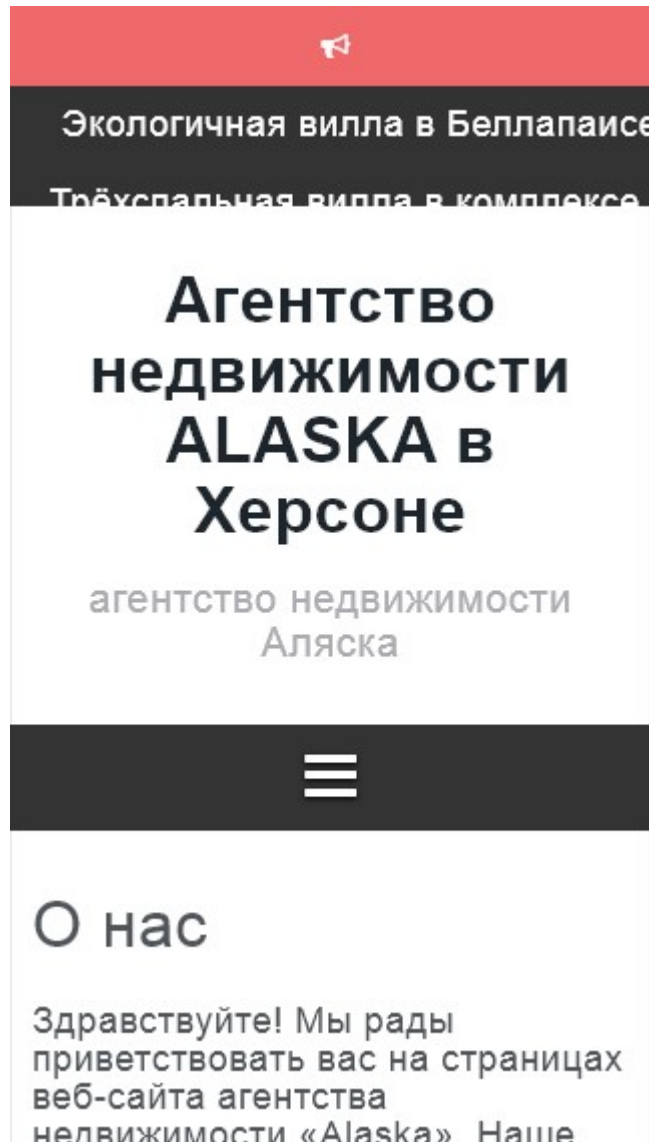 Экологичная вилла в Беллапаисе
Трёхспальная вилла в комплексе
Агентство
недвижимости
ALASKA в
Херсоне
агентство недвижимости
Аляска
О нас
Здравствуйте! Мы рады
приветствовать вас на страницах
веб-сайта агентства
недвижимости «Alaska». Наше